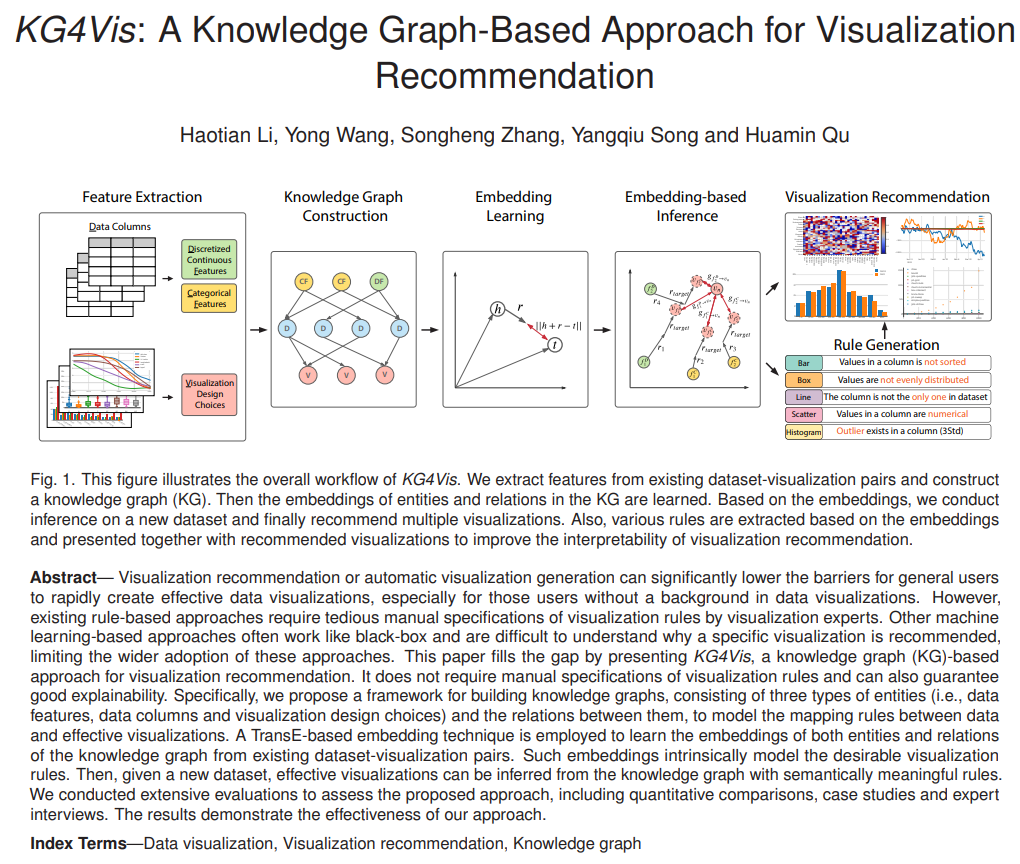 KG4Vis: A Knowledge Graph-Based Approach for Visualization
Recommendation
Haotian Li, Yong Wang, Songheng Zhang, Yangqiu Song and Huamin Qu
Feature Extraction
Data Columns
Discretized
Continuous
Features
Categorical
Features
Visualization
Design
Choices
Knowledge Graph
Construction
CF
CF
DF
D
D
D
D
V
V
V
Embedding
Learning
h
r
||h + r − t||
t
Embedding-based
Inference
r_4
r_target
r_target
r_target
r_target
r_1
r_2
r_3
Visualization Recommendation
Rule Generation
Bar Values in a column is not sorted
Box Values are not evenly distributed
Line The column is not the only one in dataset
Scatter Values in a column are numerical
Histogram Outlier exists in a column (3Std)
Fig. 1. This figure illustrates the overall workflow of KG4Vis. We extract features from existing dataset-visualization pairs and construct
a knowledge graph (KG). Then the embeddings of entities and relations in the KG are learned. Based on the embeddings, we conduct
inference on a new dataset and finally recommend multiple visualizations. Also, various rules are extracted based on the embeddings
and presented together with recommended visualizations to improve the interpretability of visualization recommendation.
Abstract— Visualization recommendation or automatic visualization generation can significantly lower the barriers for general users
to rapidly create effective data visualizations, especially for those users without a background in data visualizations. However,
existing rule-based approaches require tedious manual specifications of visualization rules by visualization experts. Other machine
learning-based approaches often work like black-box and are difficult to understand why a specific visualization is recommended,
limiting the wider adoption of these approaches. This paper fills the gap by presenting KG4Vis, a knowledge graph (KG)-based
approach for visualization recommendation. It does not require manual specifications of visualization rules and can also guarantee
good explainability. Specifically, we propose a framework for building knowledge graphs, consisting of three types of entities (i.e., data
features, data columns and visualization design choices) and the relations between them, to model the mapping rules between data
and effective visualizations. A TransE-based embedding technique is employed to learn the embeddings of both entities and relations
of the knowledge graph from existing dataset-visualization pairs. Such embeddings intrinsically model the desirable visualization
rules. Then, given a new dataset, effective visualizations can be inferred from the knowledge graph with semantically meaningful rules.
We conducted extensive evaluations to assess the proposed approach, including quantitative comparisons, case studies and expert
interviews. The results demonstrate the effectiveness of our approach.
Index Terms—Data visualization, Visualization recommendation, Knowledge graph